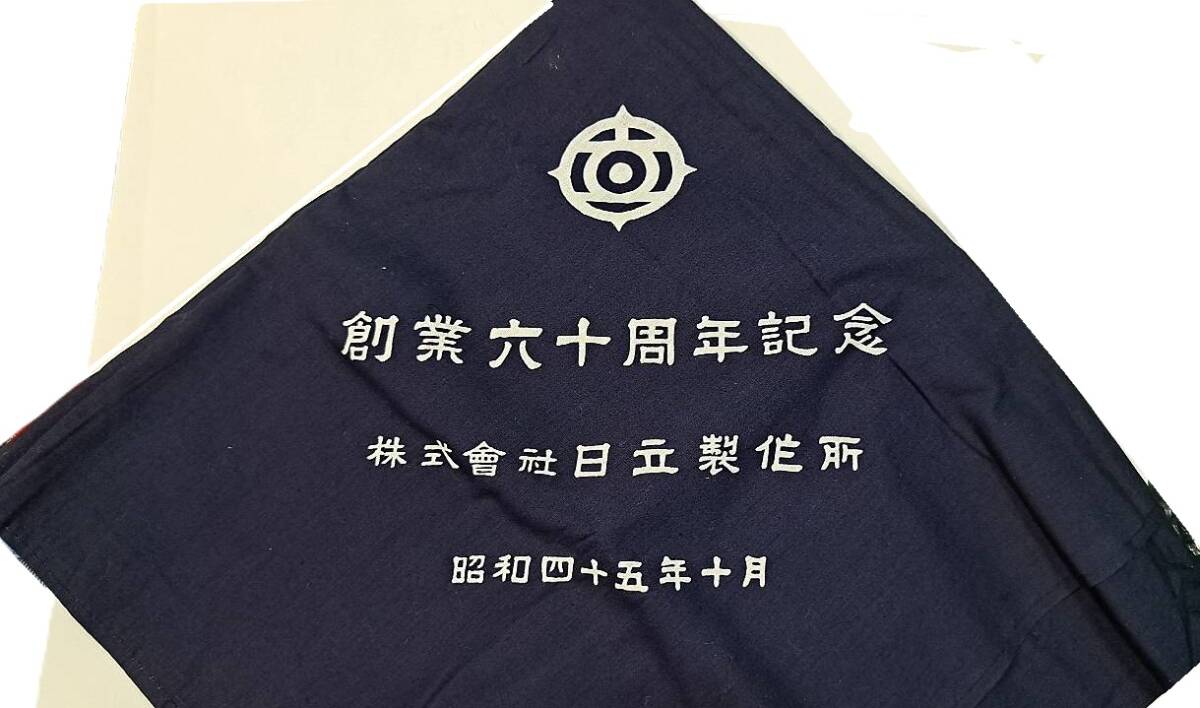 創業六十周年記念
株式會社日立製作所
昭和四十五年十月